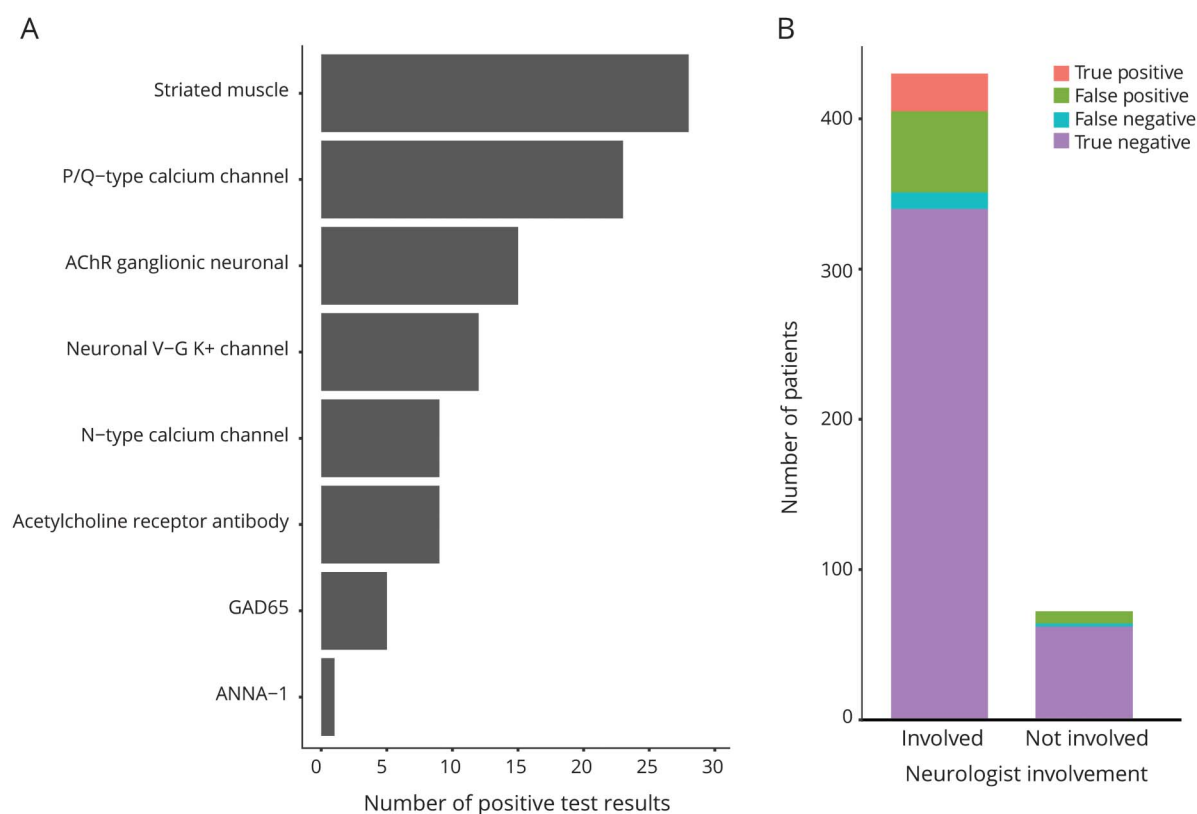 A
Striated muscle
P/Q−type calcium channel
AChR ganglionic neuronal
Neuronal V−G K+ channel
N−type calcium channel
Acetylcholine receptor antibody
GAD65
ANNA−1
0 5 10 15 20 25 30
Number of positive test results
B
True positive
False positive
False negative
True negative
400
300
200
100
0
Number of patients
Involved Not involved
Neurologist involvement